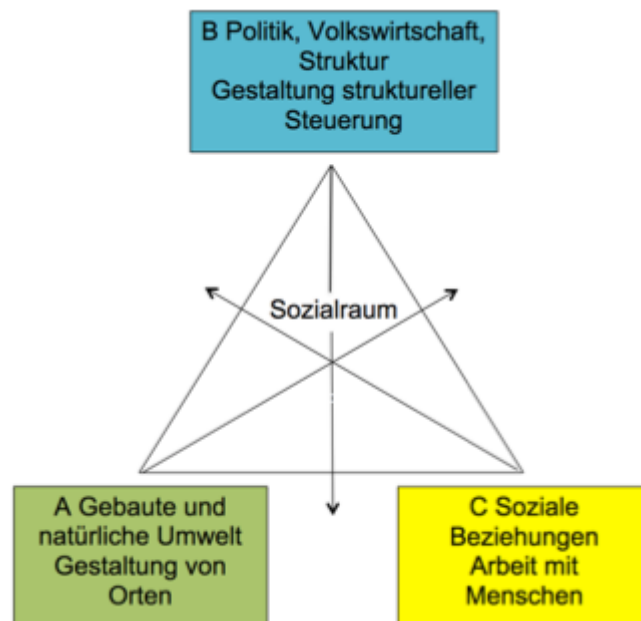 B Politik, Volkswirtschaft,
Struktur
Gestaltung struktureller
Steuerung
Sozialraum
A Gebaute und
natürliche Umwelt
Gestaltung von
Orten
C Soziale
Beziehungen
Arbeit mit
Menschen